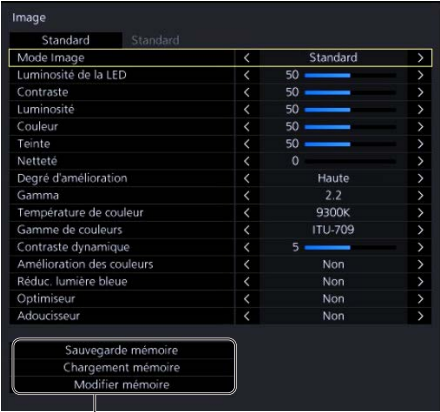 Image
Standard Standard
Mode Image < Standard >
Luminosité de la LED < 50 >
Contraste < 50 >
Luminosité < 50 >
Couleur < 50 >
Teinte < 50 >
Netteté < 0 >
Degré d'amélioration < Haute >
Gamma < 2.2 >
Température de couleur < 9300K >
Gamme de couleurs < ITU-709 >
Contraste dynamique < 5 >
Amélioration des couleurs < Non >
Réduc. lumière bleue < Non >
Optimiseur < Non >
Adoucisseur < Non >
Sauvegarde mémoire
Chargement mémoire
Modifier mémoire